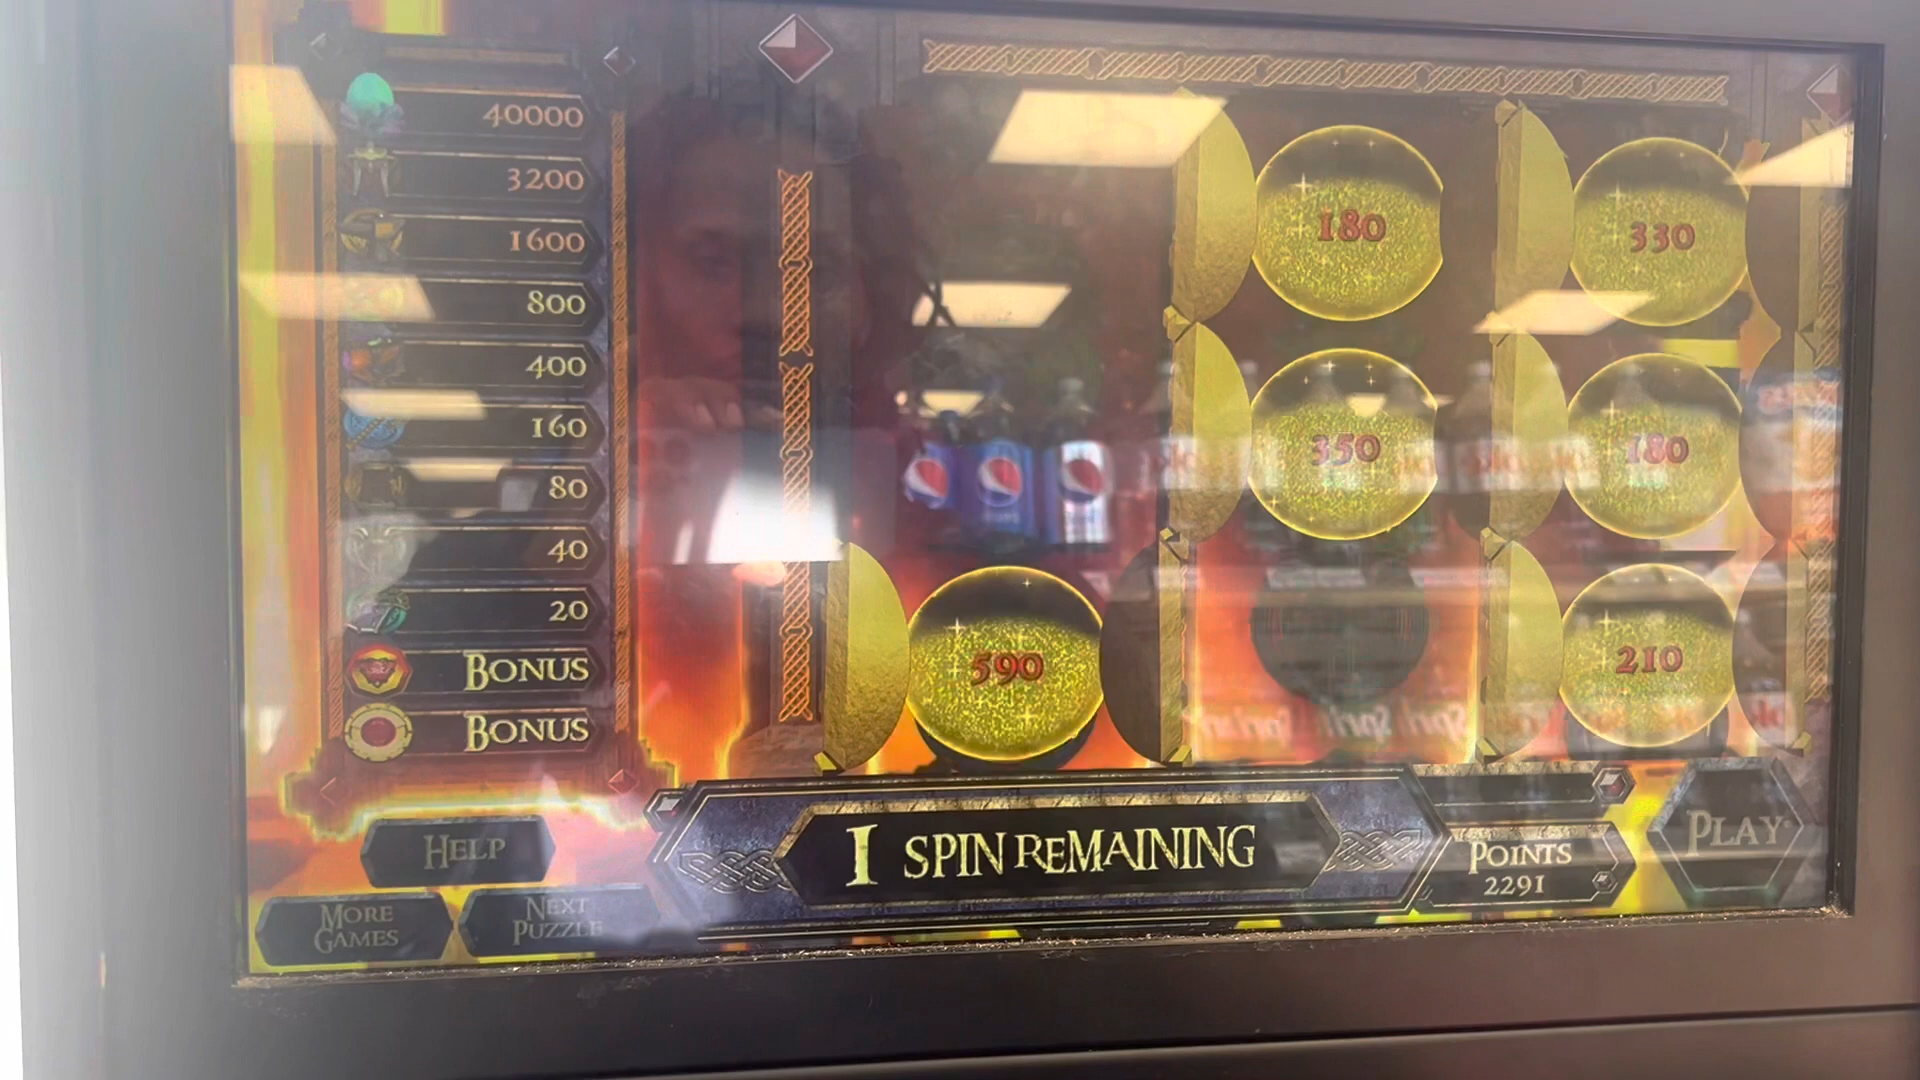 40000
3200
1600
800
400
160
80
40
20
BONUS
BONUS
180
330
350
180
590
210
HELP
MORE
GAMES
NEXT
PUZZLE
1 SPIN REMAINING
POINTS
2291
PLAY